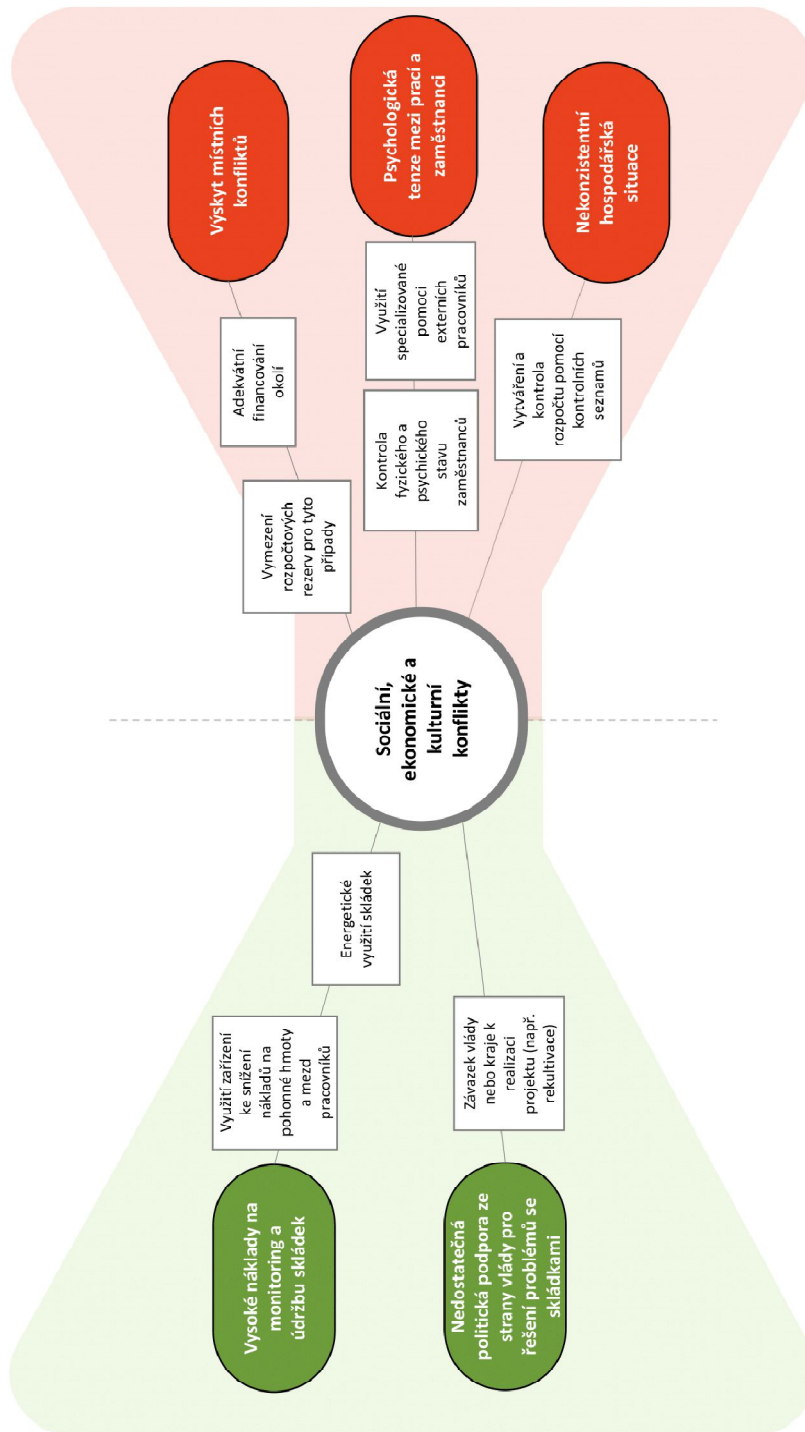 Vysoké náklady na
monitoring a
údržbu skládek
Využití zařízení
ke snížení
nákladů na
pohonné hmoty
a mezd
pracovníků
Energetické
využití skládek
Nedostatečná
politická podpora ze
strany vlády pro
řešení problémů se
skládkami
Závazek vlády
nebo kraje k
realizaci
projektu (např.
rekultivace)
Sociální,
ekonomické a
kulturní
konflikty
Vymezení
rozpočtových
rezerv pro tyto
případy
Adekvátní
financování
okolí
Výskyt místních
konfliktů
Kontrola
fyzického a
psychického
stavu
zaměstnanců
Využití
specializované
pomoci
externích
pracovníků
Psychologická
tenze mezi prací a
zaměstnanci
Vytváření a
kontrola
rozpočtu pomocí
kontrolních
seznamů
Nekonzistentní
hospodářská
situace